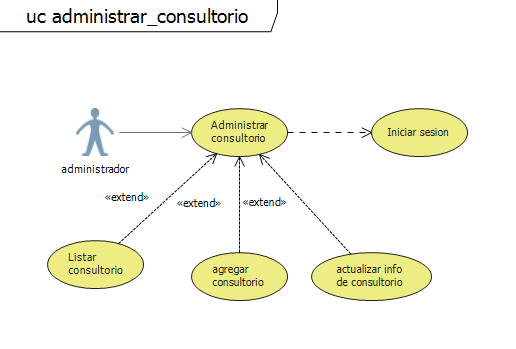 uc administrar_consultorio
Administrar
consultorio
Iniciar sesion
administrador
«extend»
«extend»
«extend»
Listar
consultorio
agregar
consultorio
actualizar info
de consultorio